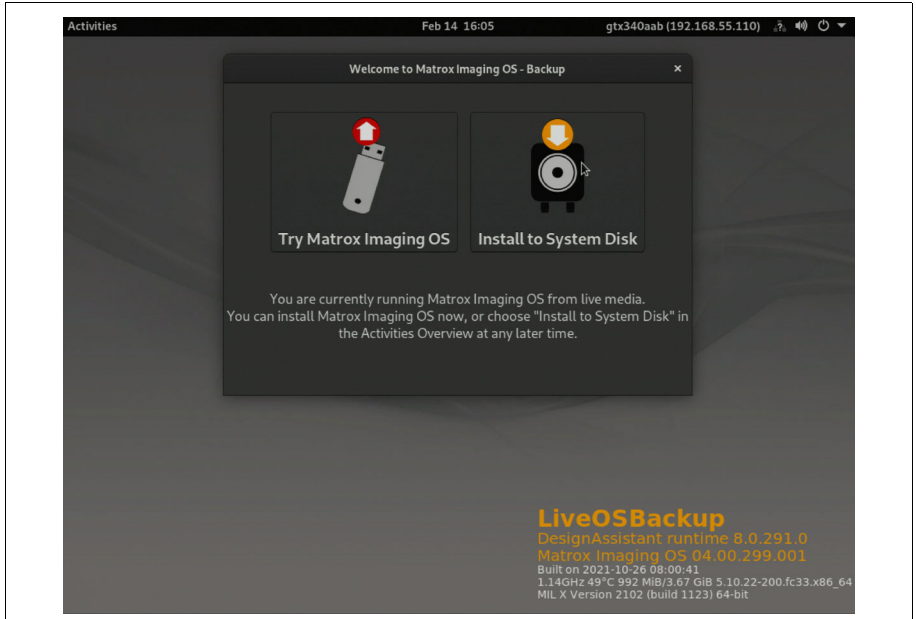 Activities
Feb 14 16:05
gtx340aab (192.168.55.110)
Welcome to Matrox Imaging OS - Backup
Try Matrox Imaging OS
Install to System Disk
You are currently running Matrox Imaging OS from live media.
You can install Matrox Imaging OS now, or choose "Install to System Disk" in
the Activities Overview at any later time.
LiveOSBackup
DesignAssistant runtime 8.0.291.0
Matrox Imaging OS 04.00.299.001
Built on 2021-10-26 08:00:41
1.14GHz 49°C 992 MiB/3.67 GiB 5.10.22-200.fc33.x86_64
MIL X Version 2102 (build 1123) 64-bit